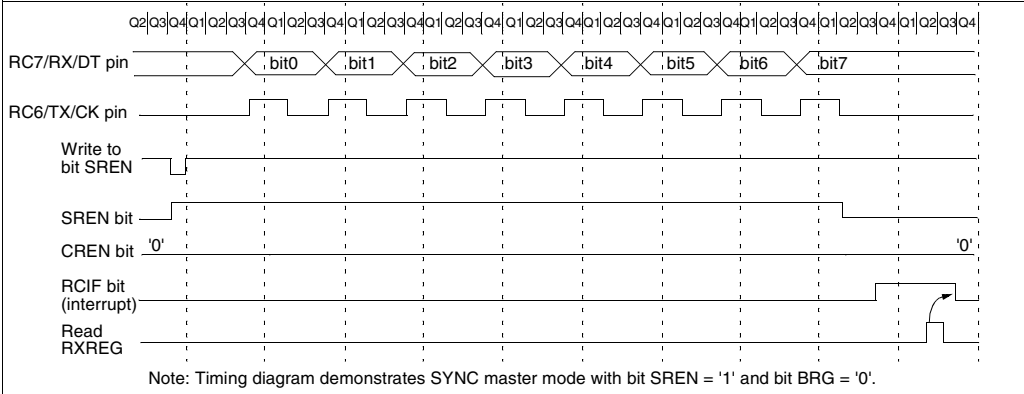 Q2 Q3 Q4 Q1 Q2 Q3 Q4 Q1 Q2 Q3 Q4 Q1 Q2 Q3 Q4 Q1 Q2 Q3 Q4 Q1 Q2 Q3 Q4 Q1 Q2 Q3 Q4 Q1 Q2 Q3 Q4 Q1 Q2 Q3 Q4 Q1 Q2 Q3 Q4 Q1 Q2 Q3 Q4
RC7/RX/DT pin bit0 bit1 bit2 bit3 bit4 bit5 bit6 bit7
RC6/TX/CK pin
Write to
bit SREN
SREN bit
CREN bit '0' '0'
RCIF bit
(interrupt)
Read
RXREG
Note: Timing diagram demonstrates SYNC master mode with bit SREN = '1' and bit BRG = '0'.